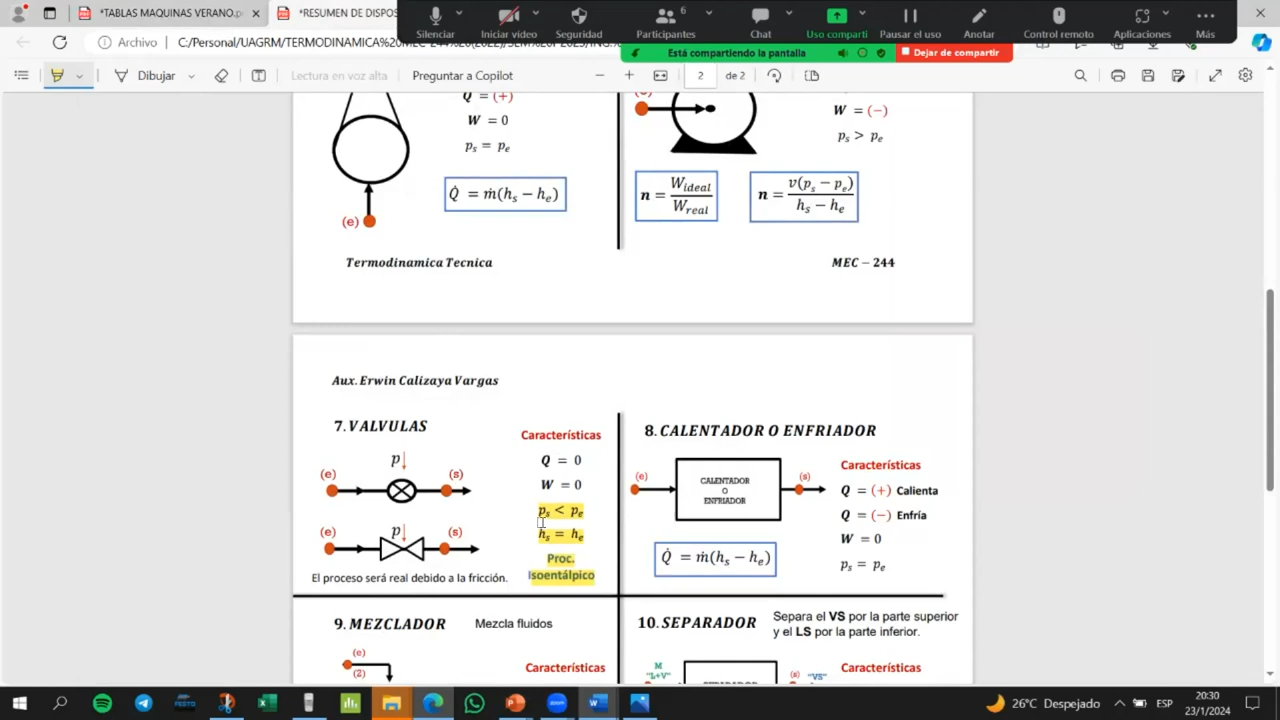 *TABLAS MAQUINAS VERANO.p
*RESUMEN DE DISPOS
Silenciar
Iniciar vídeo
Seguridad
6
Participantes
Chat
Uso comparti
Pausar el uso
Anotar
Control remoto
Aplicaciones
Más
Archivo
C:/Personal/UAGRM/TERMODINAMICA%20MEC-244%20(2022)/SEM%20
Está compartiendo la pantalla
Dejar de compartir
Dibujar
Lectura en voz alta
Preguntar a Copilot
2
de 2
Q = (+)
W = 0
p_s = p_e
Q̇ = ṁ(h_s − h_e)
(e)
W = (−)
p_s > p_e
n = W_ideal / W_real
n = v(p_s − p_e) / h_s − h_e
Termodinamica Tecnica
MEC − 244
Aux. Erwin Calizaya Vargas
7. VALVULAS
Características
Q = 0
W = 0
p_s < p_e
h_s = h_e
Proc.
Isoentálpico
p↓
(e)
(s)
p↓
(e)
(s)
El proceso será real debido a la fricción.
8. CALENTADOR O ENFRIADOR
(e)
CALENTADOR
O
ENFRIADOR
(s)
Características
Q = (+) Calienta
Q = (−) Enfría
W = 0
p_s = p_e
Q̇ = ṁ(h_s − h_e)
9. MEZCLADOR
Mezcla fluidos
(e)
(2)
Características
10. SEPARADOR
Separa el VS por la parte superior
y el LS por la parte inferior.
M
"L+V"
(s)
"VS"
Características
26°C Despejado
ESP
20:30
23/1/2024